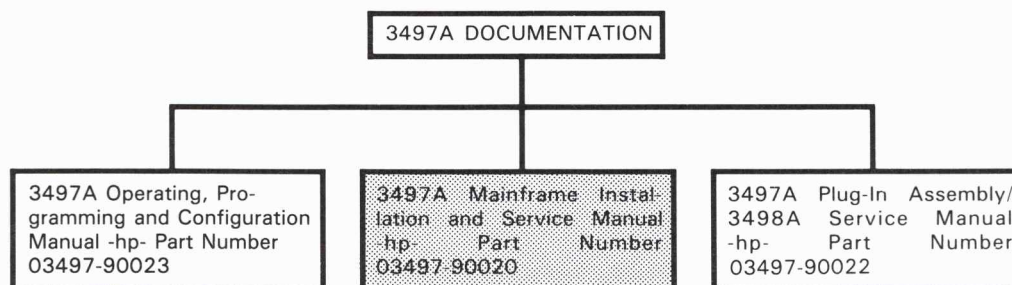 3497A DOCUMENTATION
3497A Operating, Pro-
gramming and Configuration
Manual -hp- Part Number
03497-90023
3497A Mainframe Instal-
lation and Service Manual
-hp- Part Number
03497-90020
3497A Plug-In Assembly/
3498A Service Manual
-hp- Part Number
03497-90022